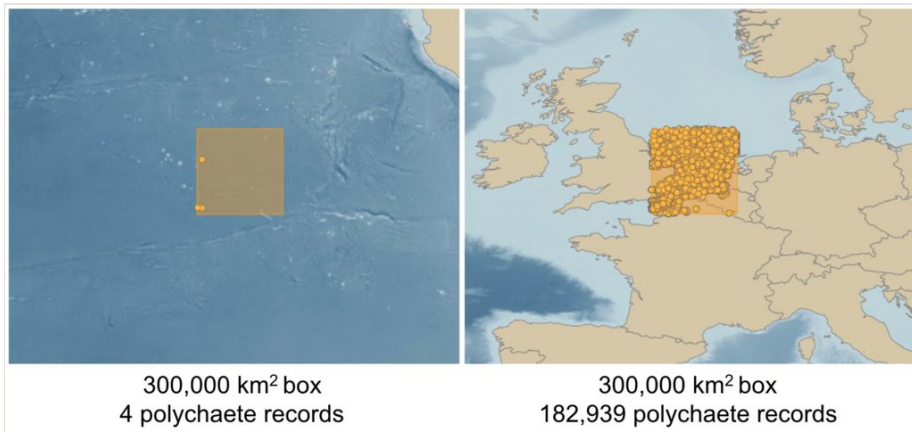 300,000 km² box
4 polychaete records
300,000 km² box
182,939 polychaete records